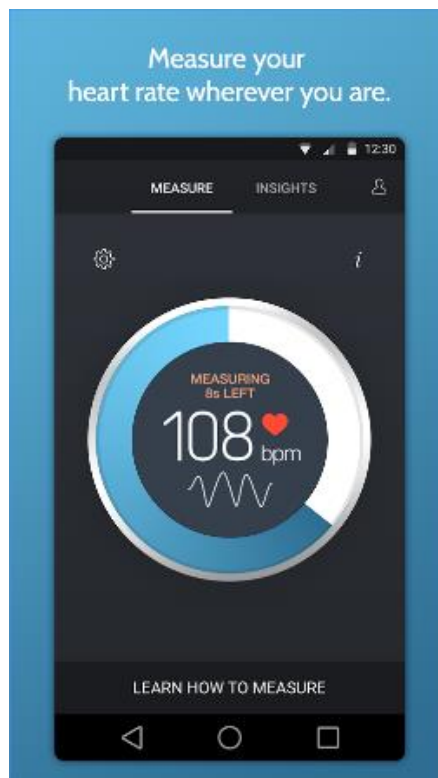 Measure your
heart rate wherever you are.
12:30
MEASURE INSIGHTS
i
MEASURING
8s LEFT
108
bpm
LEARN HOW TO MEASURE